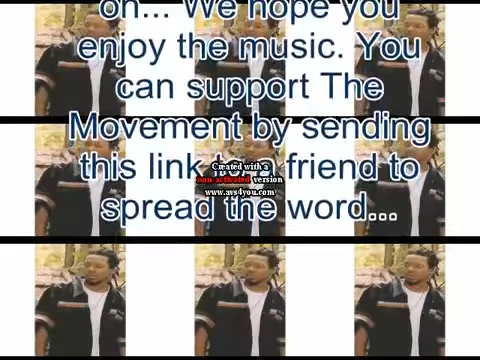 on... We hope you
enjoy the music. You
can support The
Movement by sending
this link to a friend to
spread the word...
Created with a
non-activated version
www.avs4you.com